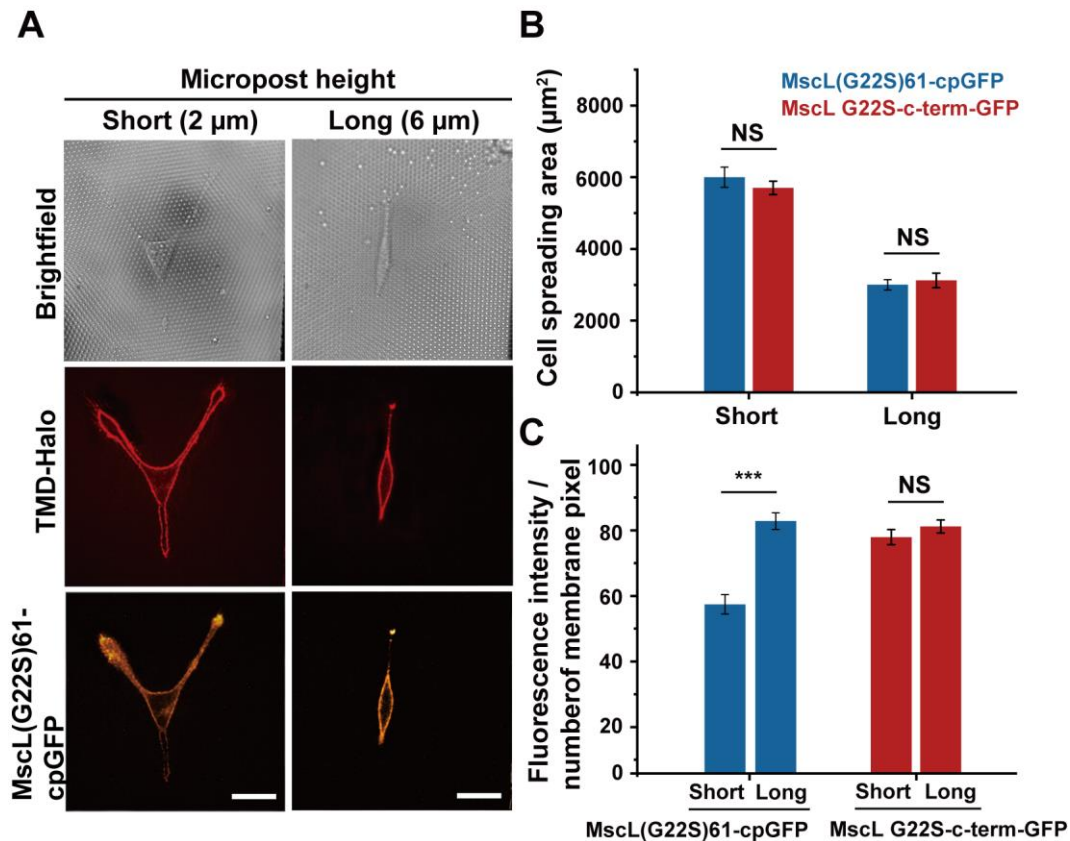 A
Micropost height
Short (2 µm)
Long (6 µm)
Brightfield
TMD-Halo
MscL(G22S)61-
cpGFP
B
Cell spreading area (µm²)
8000
6000
4000
2000
0
MscL(G22S)61-cpGFP
MscL G22S-c-term-GFP
NS
NS
Short
Long
C
Fluorescence intensity /
numberof membrane pixel
100
80
60
40
20
0
***
NS
Short Long
Short Long
MscL(G22S)61-cpGFP
MscL G22S-c-term-GFP